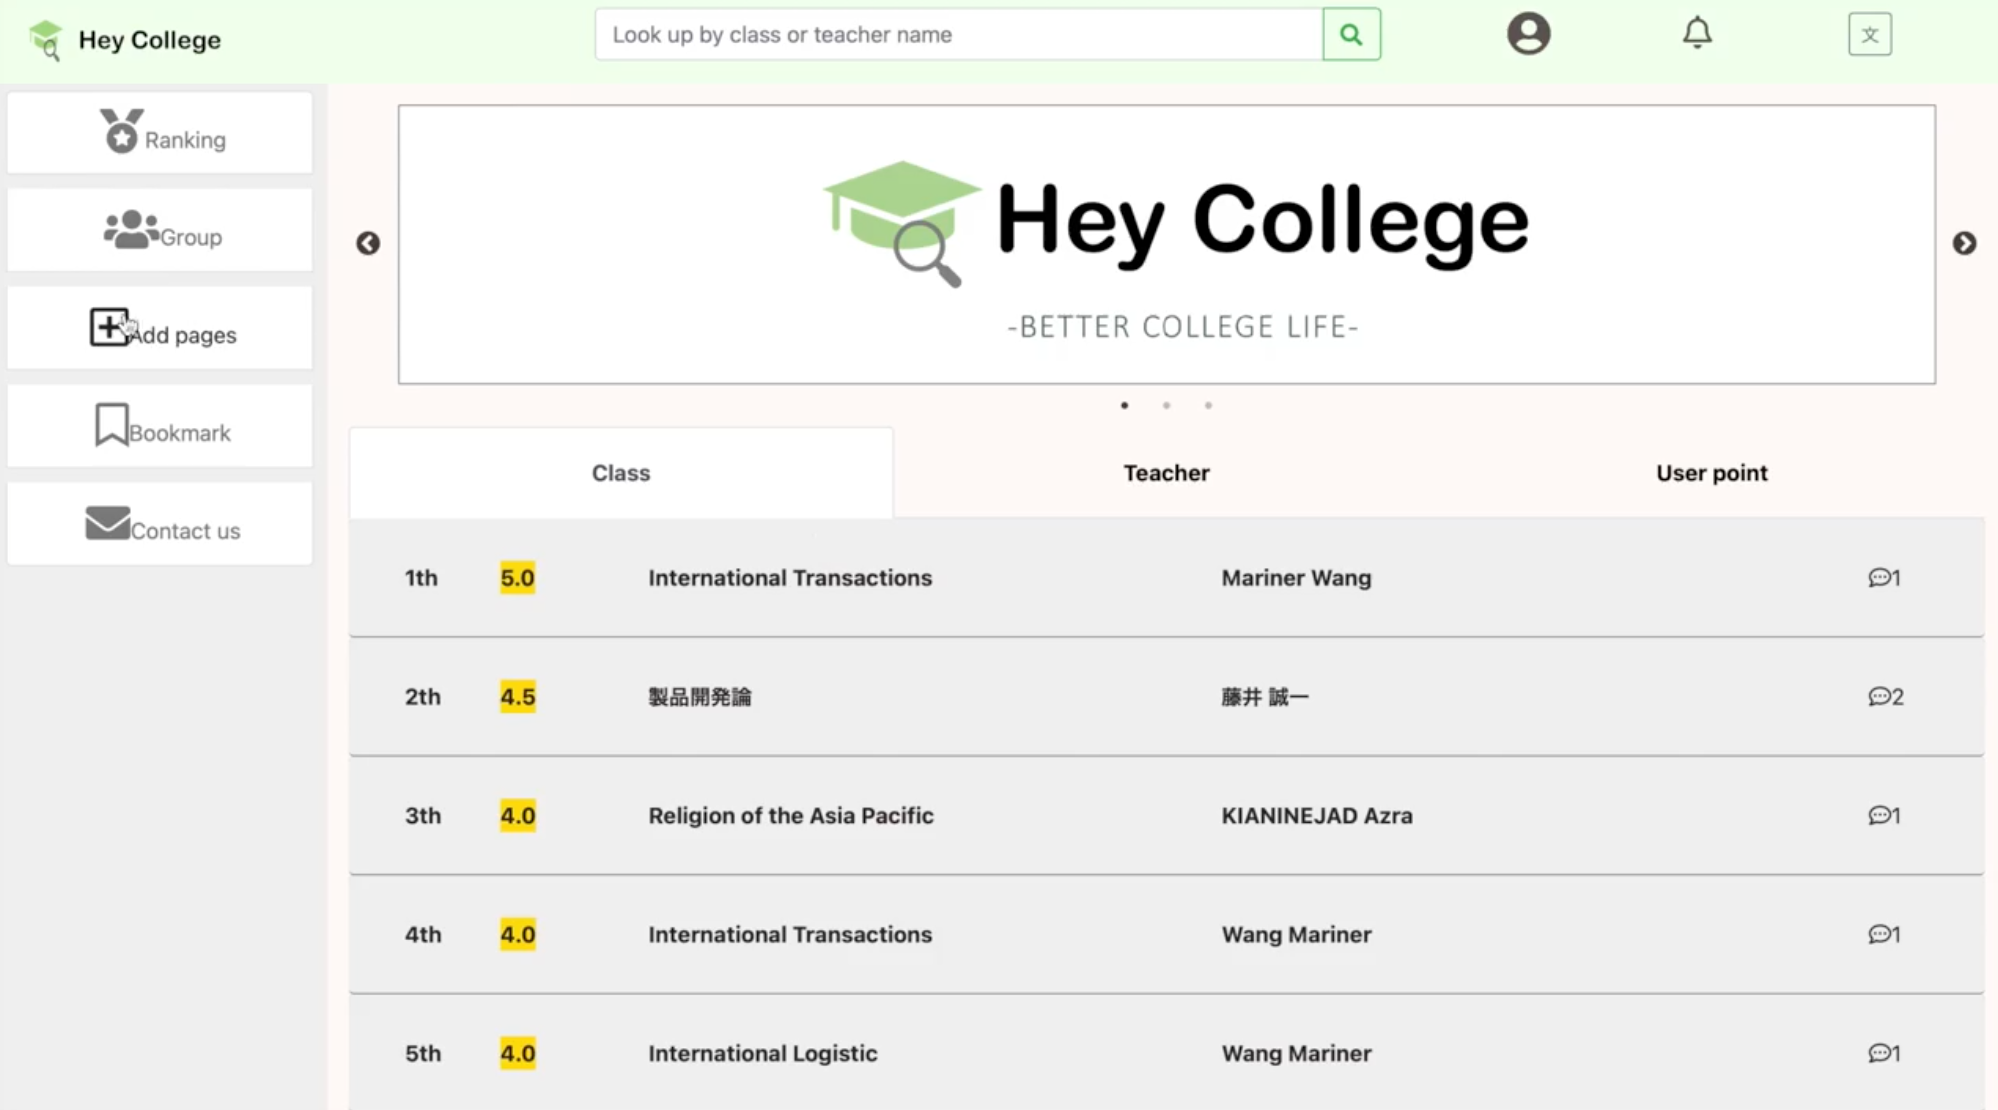 Hey College
Look up by class or teacher name
文
Ranking
Group
Add pages
Bookmark
Contact us
Hey College
-BETTER COLLEGE LIFE-
Class Teacher User point
1th 5.0 International Transactions Mariner Wang 1
2th 4.5 製品開発論 藤井 誠一 2
3th 4.0 Religion of the Asia Pacific KIANINEJAD Azra 1
4th 4.0 International Transactions Wang Mariner 1
5th 4.0 International Logistic Wang Mariner 1